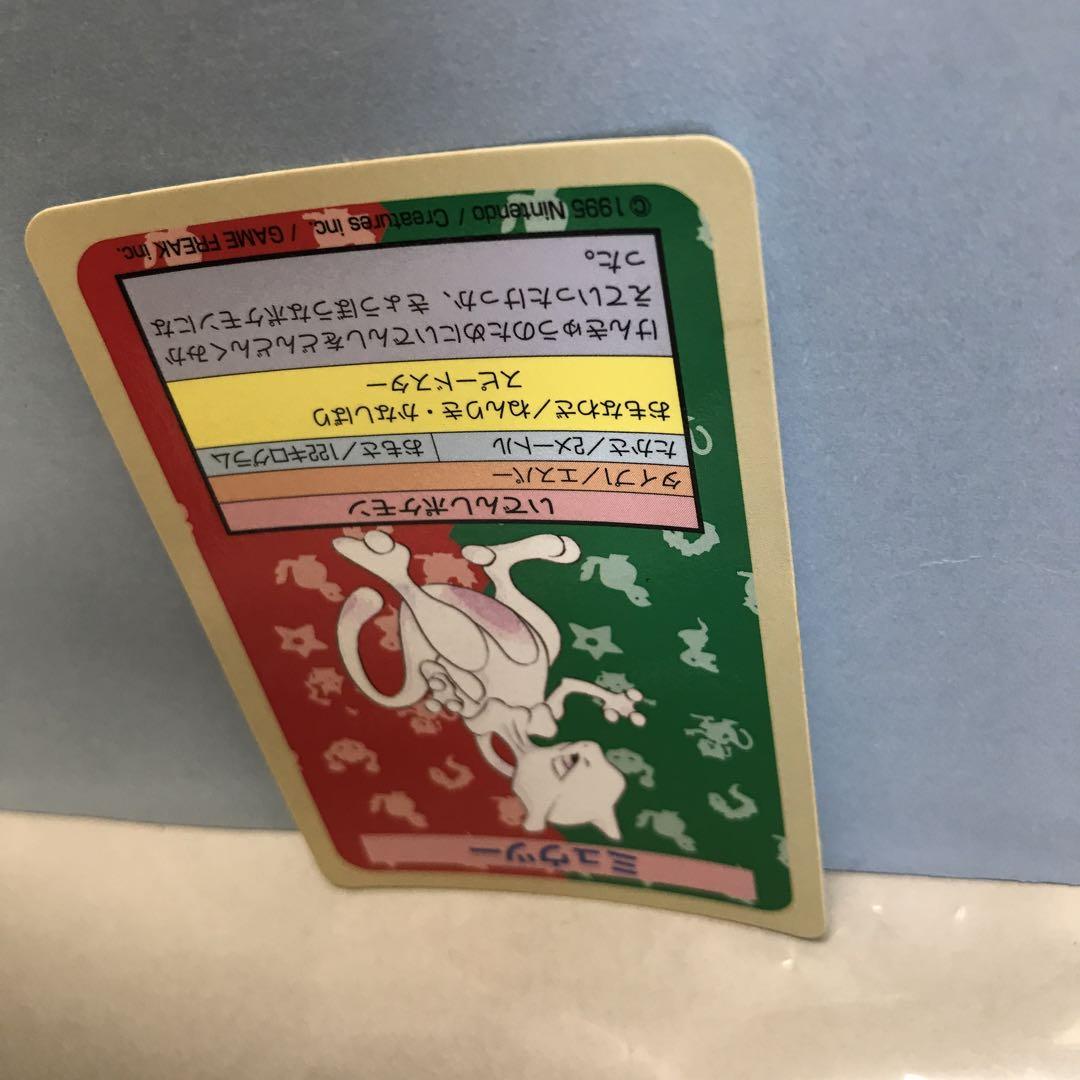 ミュウツー
いでんしポケモン
タイプ/エスパー
たかさ/2メートル
おもさ/122キログラム
おもなわざ/ねんりき・かなしばり
スピードスター
けんきゅうのためにいでんしをどんどんくみか
えていったけっか、きょうぼうなポケモンにな
った。
©1995 Nintendo / Creatures inc. / GAME FREAK inc.